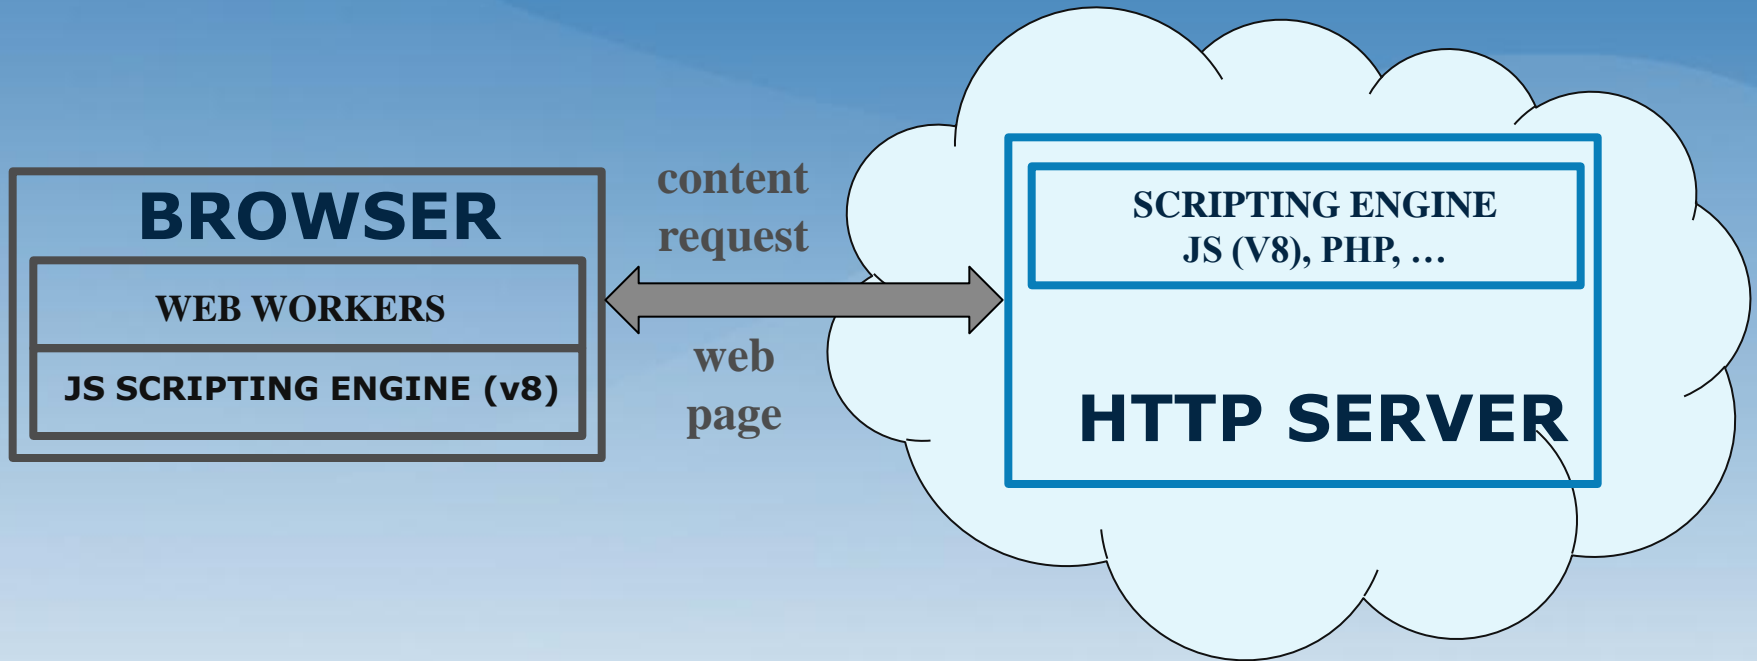 BROWSER
WEB WORKERS
JS SCRIPTING ENGINE (v8)
content
request
web
page
SCRIPTING ENGINE
JS (V8), PHP, …
HTTP SERVER